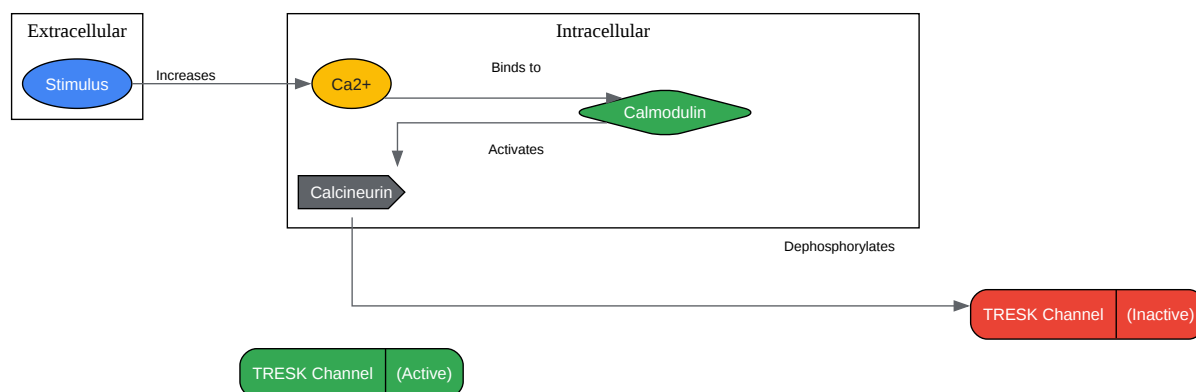 Extracellular
Intracellular
Stimulus
Increases
Ca2+
Binds to
Calmodulin
Activates
Calcineurin
Dephosphorylates
TRESK Channel
(Inactive)
TRESK Channel
(Active)